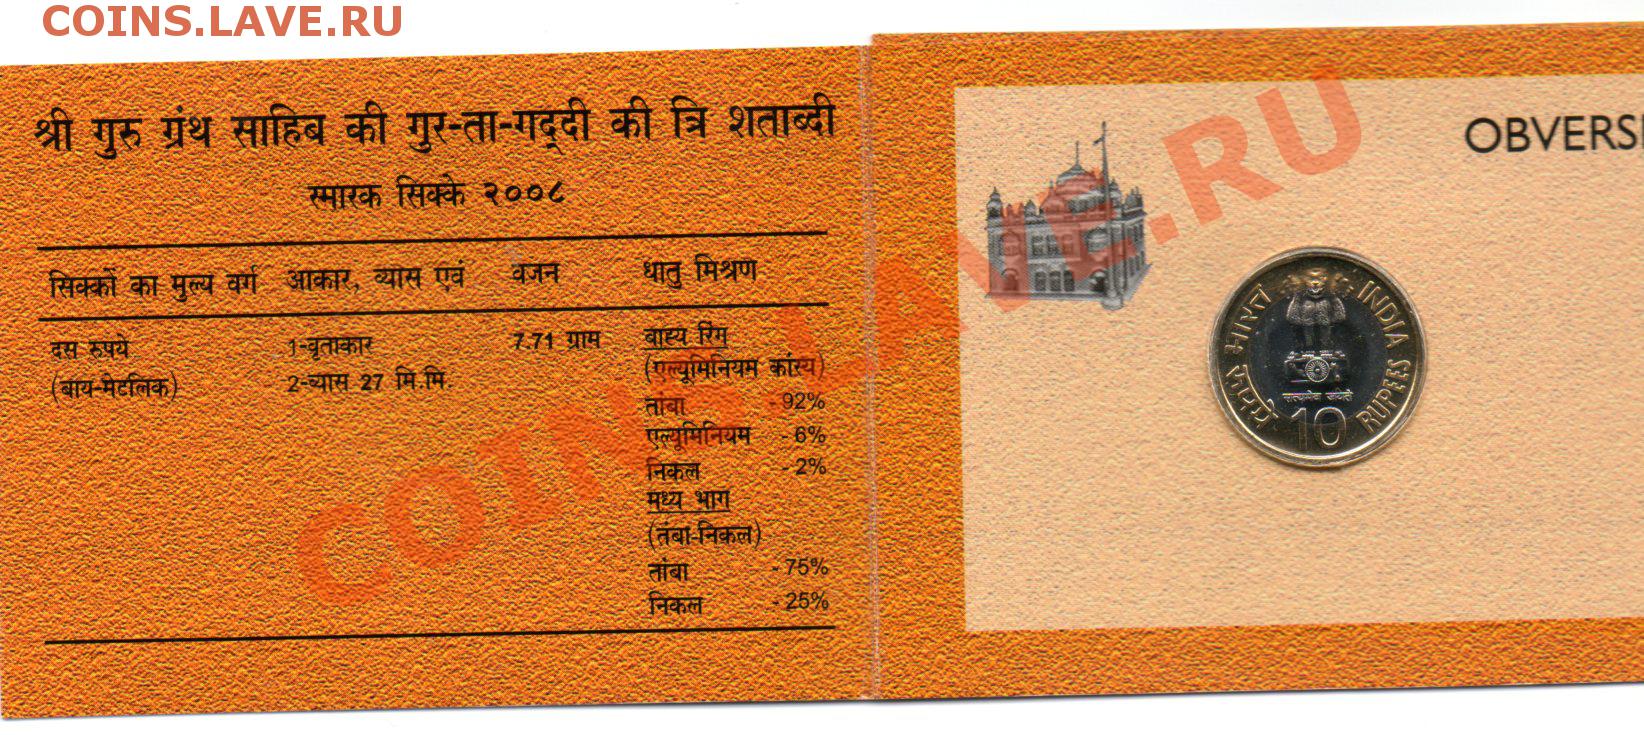 COINS.LAVE.RU
श्री गुरु ग्रंथ साहिब की गुर-ता-गद्दी की त्रि शताब्दी
स्मारक सिक्के २००८
सिक्कों का मुल्य वर्ग आकार, व्यास एवं वजन धातु मिश्रण
दस रुपये 1-वृताकार 7.71 ग्राम बाह्य रिंग
(बाय-मैटलिक) 2-व्यास 27 मि.मि. (एल्यूमिनियम कांस्य)
तांबा - 92%
एल्यूमिनियम - 6%
निकल - 2%
मध्य भाग
(तंबा-निकल)
तांबा - 75%
निकल - 25%
OBVERS
भारत INDIA
सत्यमेव जयते
रूपये 10 RUPEES
COINS.LAVE.RU